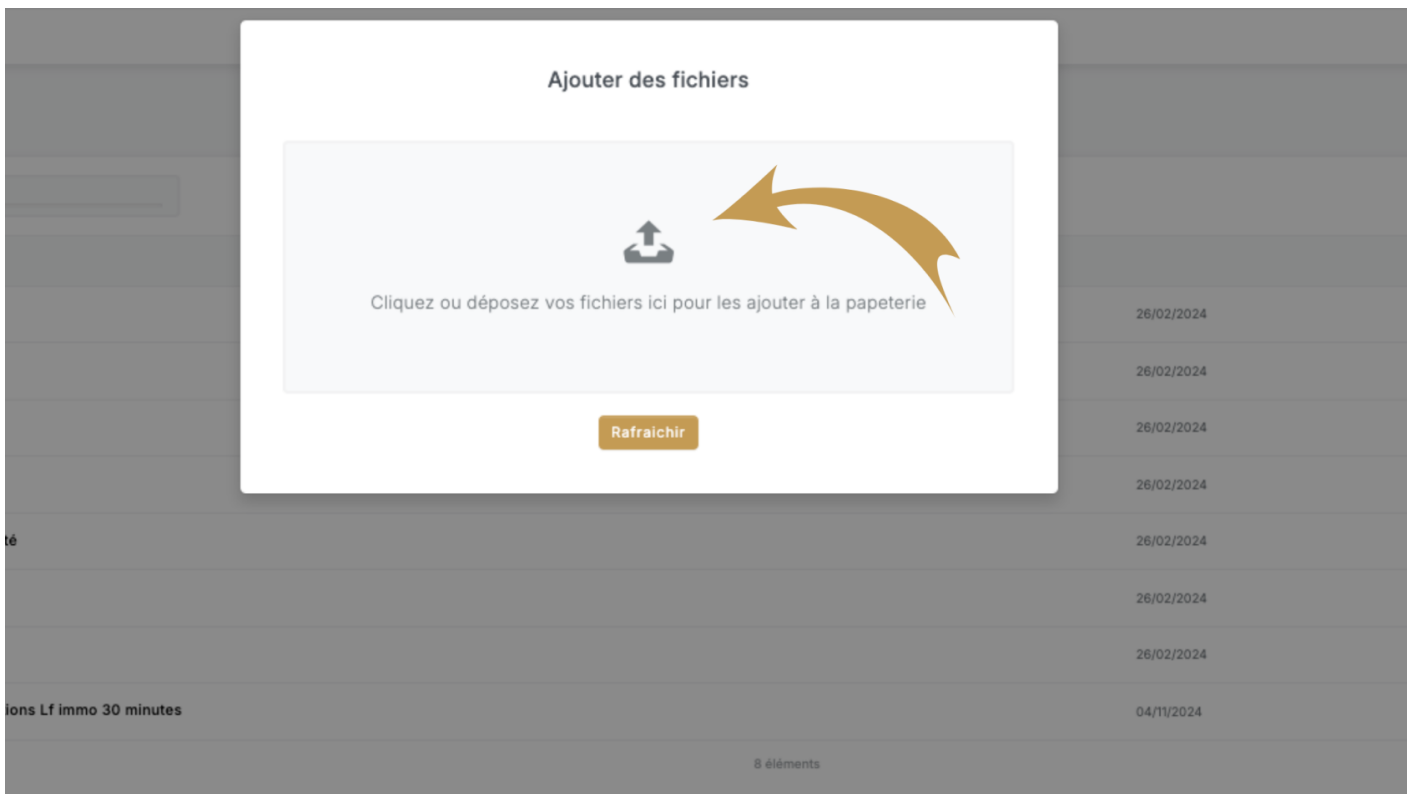 Ajouter des fichiers
Cliquez ou déposez vos fichiers ici pour les ajouter à la papeterie
Rafraichir
26/02/2024
26/02/2024
26/02/2024
26/02/2024
té 26/02/2024
26/02/2024
26/02/2024
ions Lf immo 30 minutes 04/11/2024
8 éléments